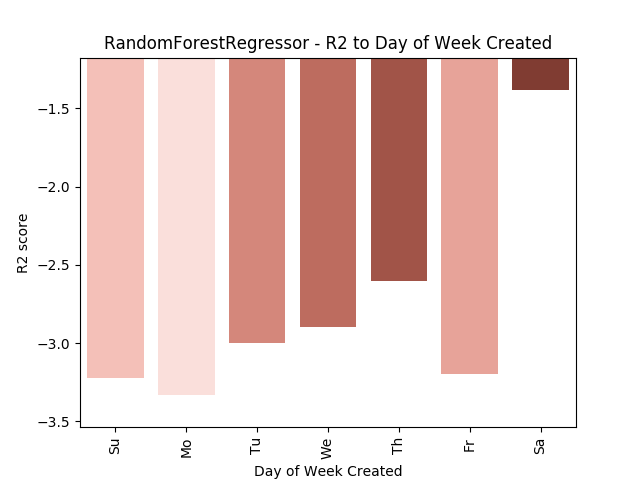 RandomForestRegressor - R2 to Day of Week Created
−1.5
−2.0
−2.5
−3.0
−3.5
R2 score
Su
Mo
Tu
We
Th
Fr
Sa
Day of Week Created